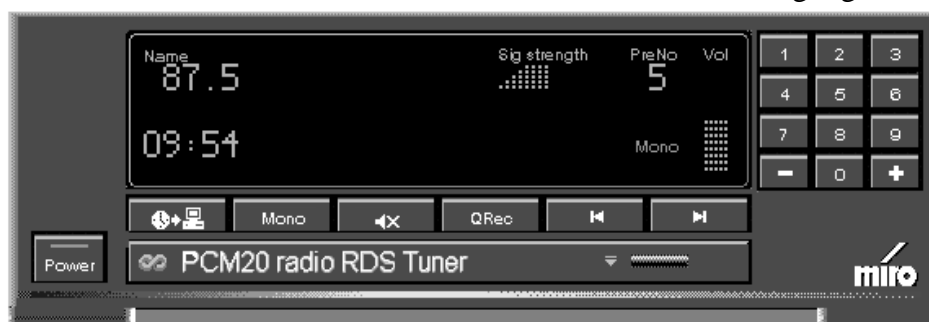 Name Sig strength PreNo Vol
87.5 5
09:54 Mono
1 2 3
4 5 6
7 8 9
- 0 +
Mono QRec
Power PCM20 radio RDS Tuner
miro